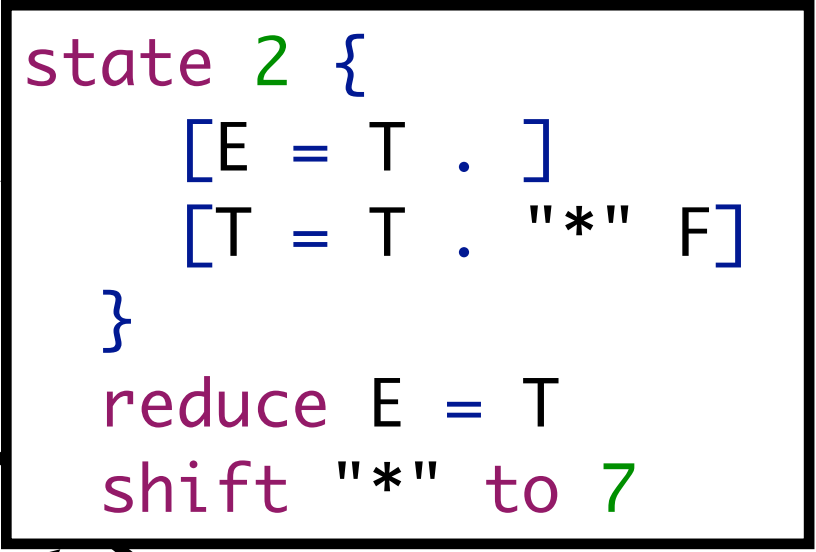 state 2 {
[E = T . ]
[T = T . "*" F]
}
reduce E = T
shift "*" to 7